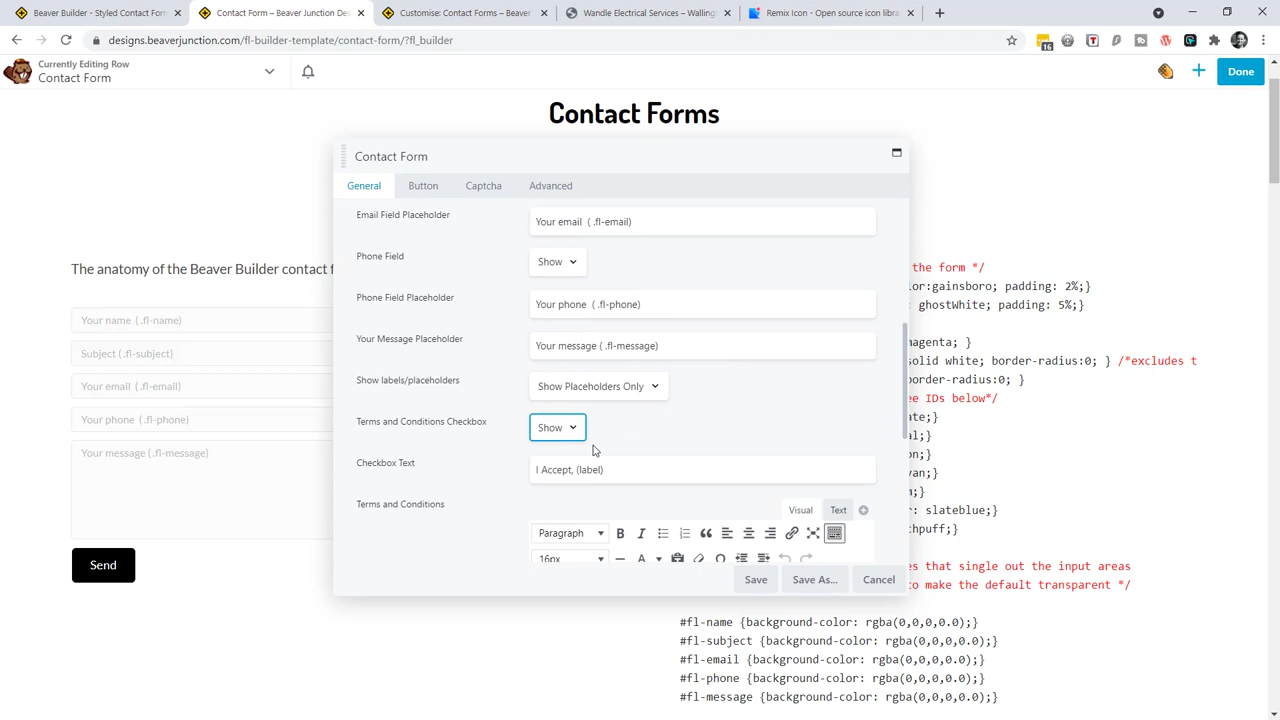 Beaver Builder - Styled Contact Form
Contact Form – Beaver Junction Des
Customise: Contact Forms – Beaver
Wandle Electrical Services – Walling
Remix Icon - Open source icon libra
designs.beaverjunction.com/fl-builder-template/contact-form/?fl_builder
16
Currently Editing Row
Contact Form
Done
Contact Forms
Contact Form
General
Button
Captcha
Advanced
Email Field Placeholder
Your email ( .fl-email)
Phone Field
Show
Phone Field Placeholder
Your phone ( .fl-phone)
Your Message Placeholder
Your message ( .fl-message)
Show labels/placeholders
Show Placeholders Only
Terms and Conditions Checkbox
Show
Checkbox Text
I Accept, (label)
Terms and Conditions
Visual
Text
Paragraph
16px
Save
Save As...
Cancel
The anatomy of the Beaver Builder contact f
Your name ( .fl-name)
Subject ( .fl-subject)
Your email ( .fl-email)
Your phone ( .fl-phone)
Your message ( .fl-message)
Send
the form */
or:gainsboro; padding: 2%;}
ghostWhite; padding: 5%;}
magenta; }
solid white; border-radius:0; } /*excludes t
border-radius:0; }
ee IDs below*/
ate;}
al;}
on;}
van;}
m;}
: slateblue;}
chpuff;}
es that single out the input areas
to make the default transparent */
#fl-name {background-color: rgba(0,0,0,0.0);}
#fl-subject {background-color: rgba(0,0,0,0.0);}
#fl-email {background-color: rgba(0,0,0,0.0);}
#fl-phone {background-color: rgba(0,0,0,0.0);}
#fl-message {background-color: rgba(0,0,0,0.0);}